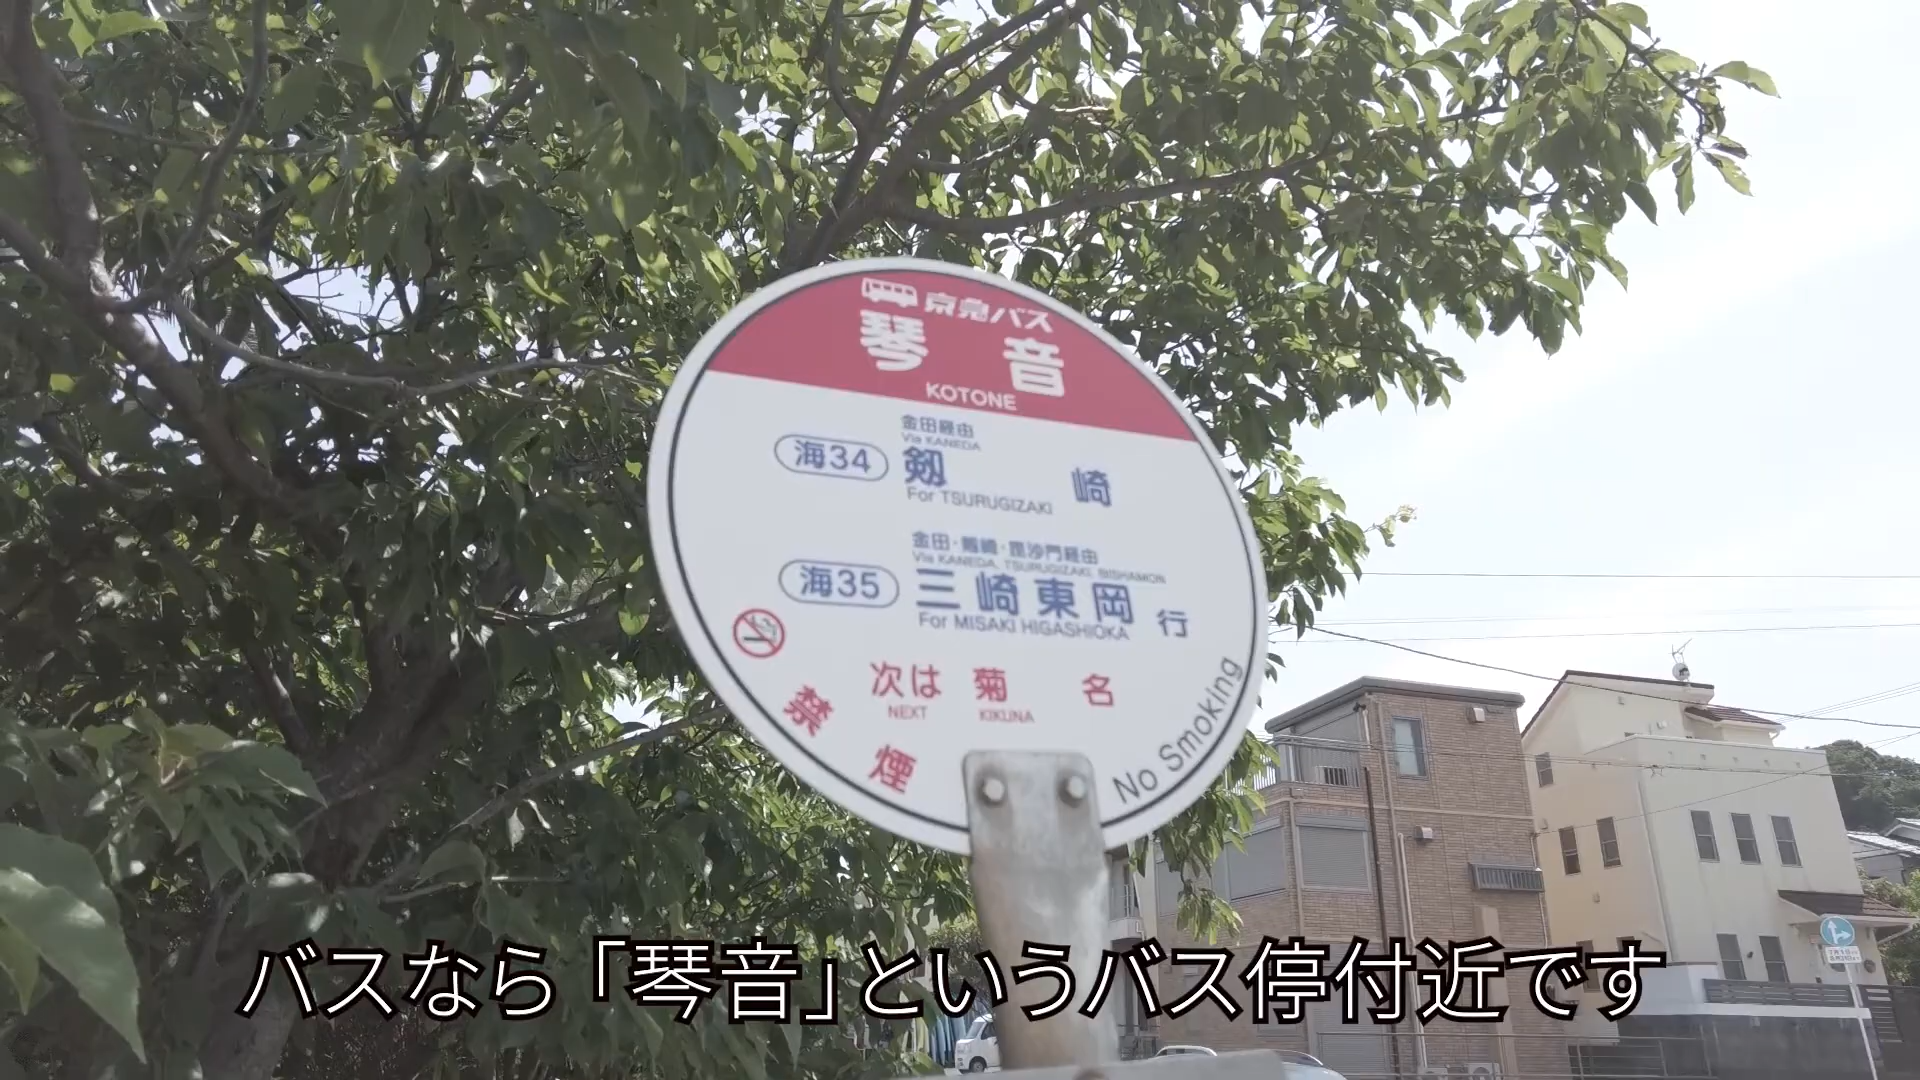 京急バス
琴音
KOTONE
金田経由
Via KANEDA
海34 剱崎
For TSURUGIZAKI
金田・剱崎・毘沙門経由
Via KANEDA, TSURUGIZAKI, BISHAMON
海35 三崎東岡 行
For MISAKI HIGASHIOKA
次は 菊名
NEXT KIKUNA
禁煙
No Smoking
バスなら「琴音」というバス停付近です